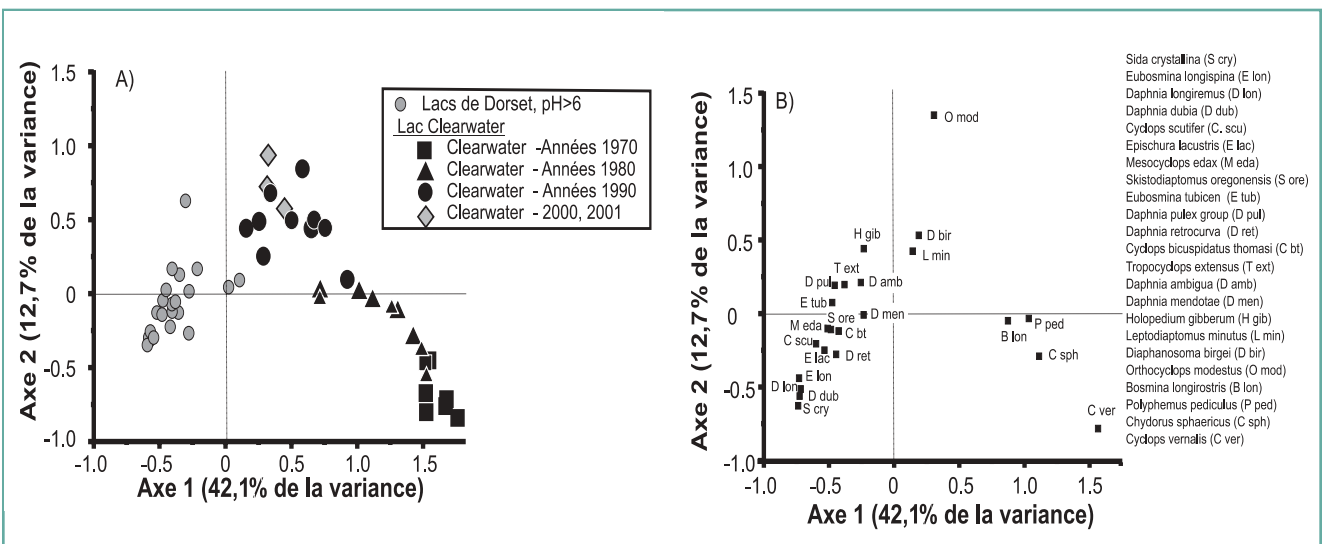 A)
Axe 2 (12,7% de la variance)
1.5
1.0
0.5
0
-0.5
-1.0
-1.0 -0.5 0 0.5 1.0 1.5
Axe 1 (42,1% de la variance)
Lacs de Dorset, pH>6
Lac Clearwater
Clearwater -Années 1970
Clearwater - Années 1980
Clearwater - Années 1990
Clearwater - 2000, 2001
B)
Axe 2 (12,7% de la variance)
1.5
1.0
0.5
0
-0.5
-1.0
-1.0 -0.5 0 0.5 1.0 1.5
Axe 1 (42,1% de la variance)
O mod
H gib
D bir
L min
T ext
D pul
D amb
E tub
S ore
D men
M eda
C bt
C scu
E lac
D ret
E lon
D lon
D dub
S cry
B lon
P ped
C sph
C ver
Sida crystallina (S cry)
Eubosmina longispina (E lon)
Daphnia longiremus (D lon)
Daphnia dubia (D dub)
Cyclops scutifer (C. scu)
Epischura lacustris (E lac)
Mesocyclops edax (M eda)
Skistodiaptomus oregonensis (S ore)
Eubosmina tubicen (E tub)
Daphnia pulex group (D pul)
Daphnia retrocurva (D ret)
Cyclops bicuspidatus thomasi (C bt)
Tropocyclops extensus (T ext)
Daphnia ambigua (D amb)
Daphnia mendotae (D men)
Holopedium gibberum (H gib)
Leptodiaptomus minutus (L min)
Diaphanosoma birgei (D bir)
Orthocyclops modestus (O mod)
Bosmina longirostris (B lon)
Polyphemus pediculus (P ped)
Chydorus sphaericus (C sph)
Cyclops vernalis (C ver)